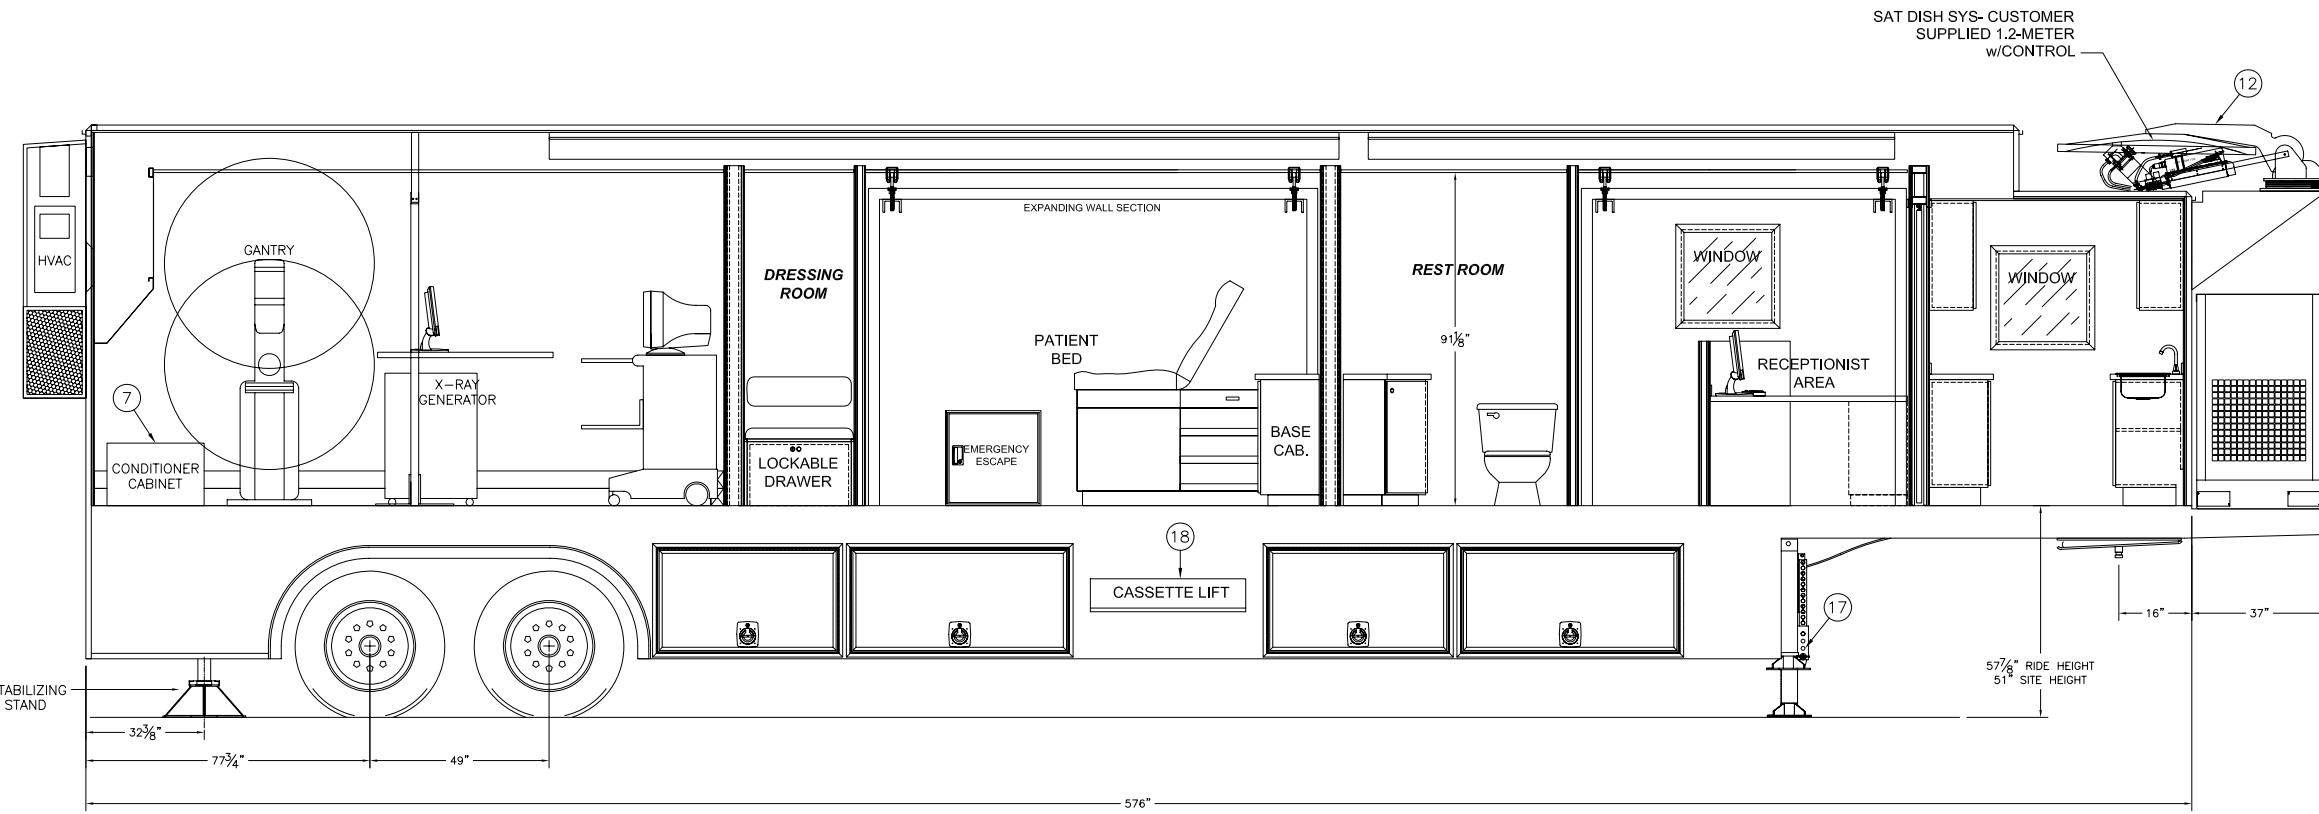 SAT DISH SYS- CUSTOMER
SUPPLIED 1.2-METER
w/CONTROL
12
EXPANDING WALL SECTION
GANTRY
HVAC
DRESSING
ROOM
REST ROOM
WINDOW
WINDOW
PATIENT
BED
91⅛"
RECEPTIONIST
AREA
X-RAY
GENERATOR
7
CONDITIONER
CABINET
LOCKABLE
DRAWER
EMERGENCY
ESCAPE
BASE
CAB.
18
CASSETTE LIFT
17
16"
37"
57⅞" RIDE HEIGHT
51" SITE HEIGHT
TABILIZING
STAND
32⅜"
77¾"
49"
576"